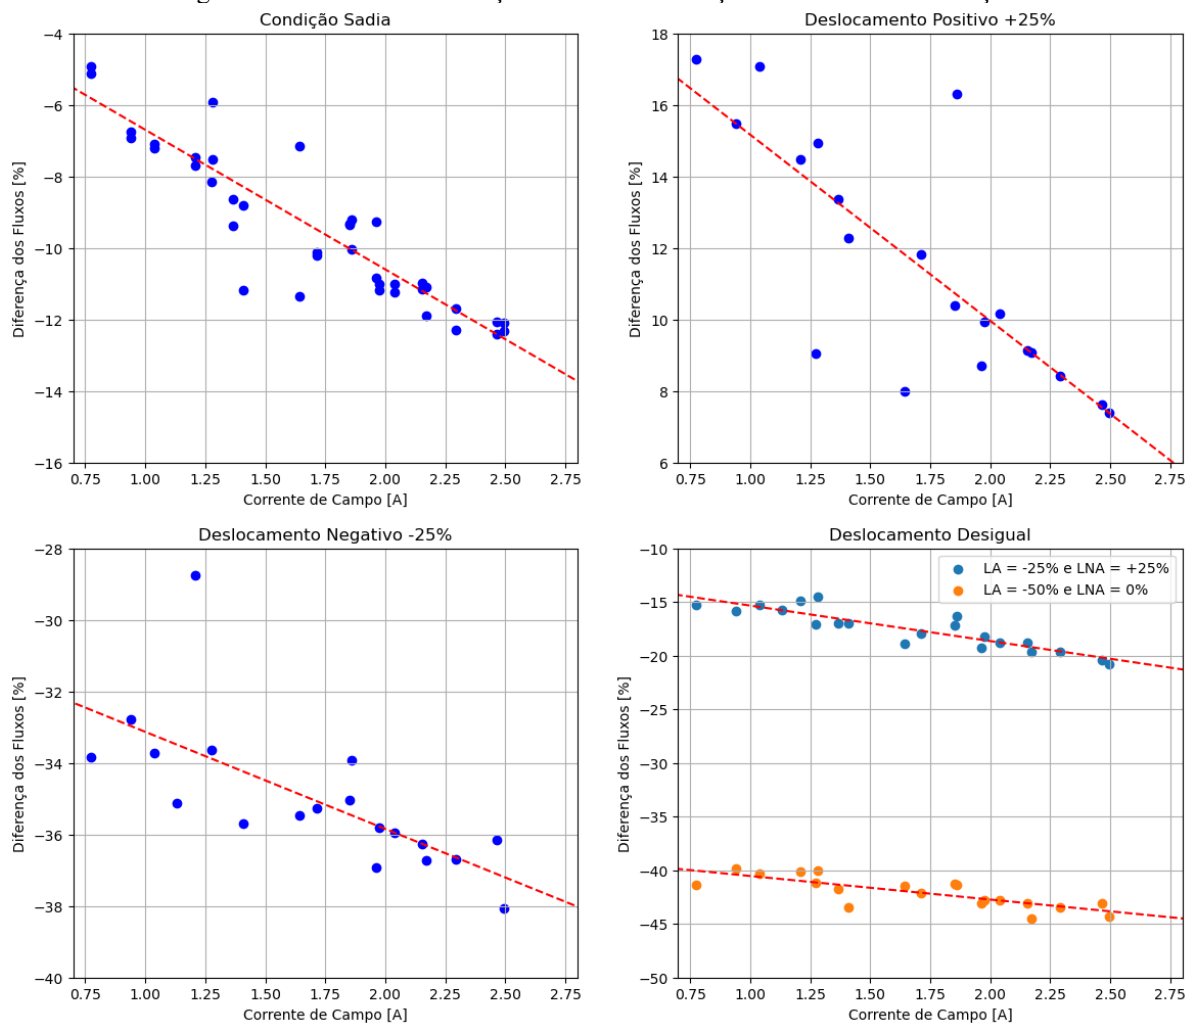 Condição Sadia
−4
−6
−8
−10
−12
−14
−16
Diferença dos Fluxos [%]
0.75 1.00 1.25 1.50 1.75 2.00 2.25 2.50 2.75
Corrente de Campo [A]
Deslocamento Positivo +25%
18
16
14
12
10
8
6
Diferença dos Fluxos [%]
0.75 1.00 1.25 1.50 1.75 2.00 2.25 2.50 2.75
Corrente de Campo [A]
Deslocamento Negativo -25%
−28
−30
−32
−34
−36
−38
−40
Diferença dos Fluxos [%]
0.75 1.00 1.25 1.50 1.75 2.00 2.25 2.50 2.75
Corrente de Campo [A]
Deslocamento Desigual
LA = -25% e LNA = +25%
LA = -50% e LNA = 0%
−10
−15
−20
−25
−30
−35
−40
−45
−50
Diferença dos Fluxos [%]
0.75 1.00 1.25 1.50 1.75 2.00 2.25 2.50 2.75
Corrente de Campo [A]